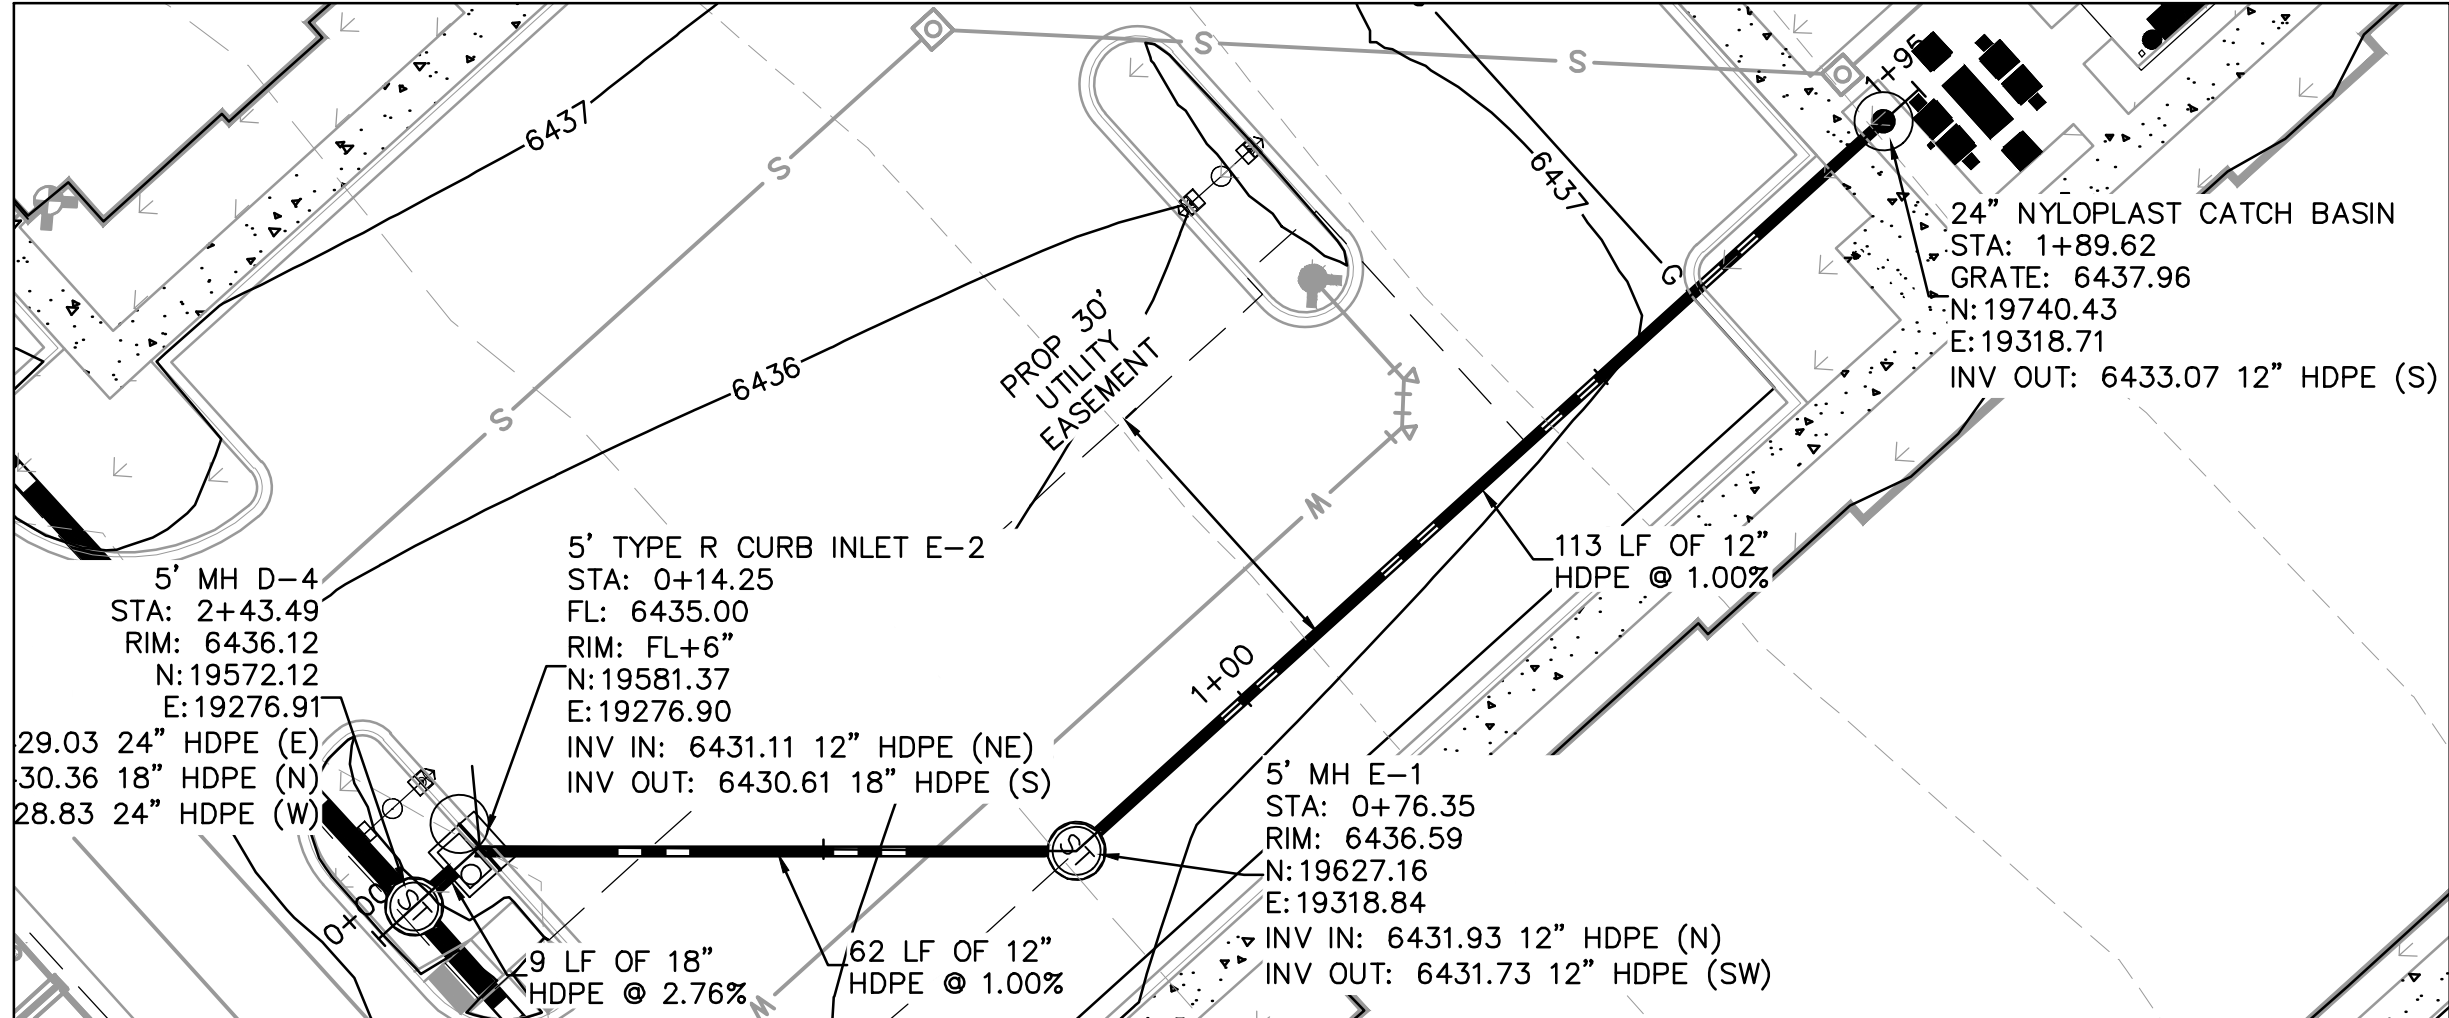 S
S
1+95
6437
S
6437
24" NYLOPLAST CATCH BASIN
STA: 1+89.62
GRATE: 6437.96
N:19740.43
E:19318.71
INV OUT: 6433.07 12" HDPE (S)
G
PROP 30'
UTILITY
EASEMENT
6436
S
W
5' TYPE R CURB INLET E-2
STA: 0+14.25
FL: 6435.00
RIM: FL+6"
N:19581.37
E:19276.90
INV IN: 6431.11 12" HDPE (NE)
INV OUT: 6430.61 18" HDPE (S)
113 LF OF 12"
HDPE @ 1.00%
5' MH D-4
STA: 2+43.49
RIM: 6436.12
N:19572.12
E:19276.91
29.03 24" HDPE (E)
30.36 18" HDPE (N)
28.83 24" HDPE (W)
1+00
5' MH E-1
STA: 0+76.35
RIM: 6436.59
N:19627.16
E:19318.84
INV IN: 6431.93 12" HDPE (N)
INV OUT: 6431.73 12" HDPE (SW)
ST
ST
0+00
9 LF OF 18"
HDPE @ 2.76%
62 LF OF 12"
HDPE @ 1.00%
W